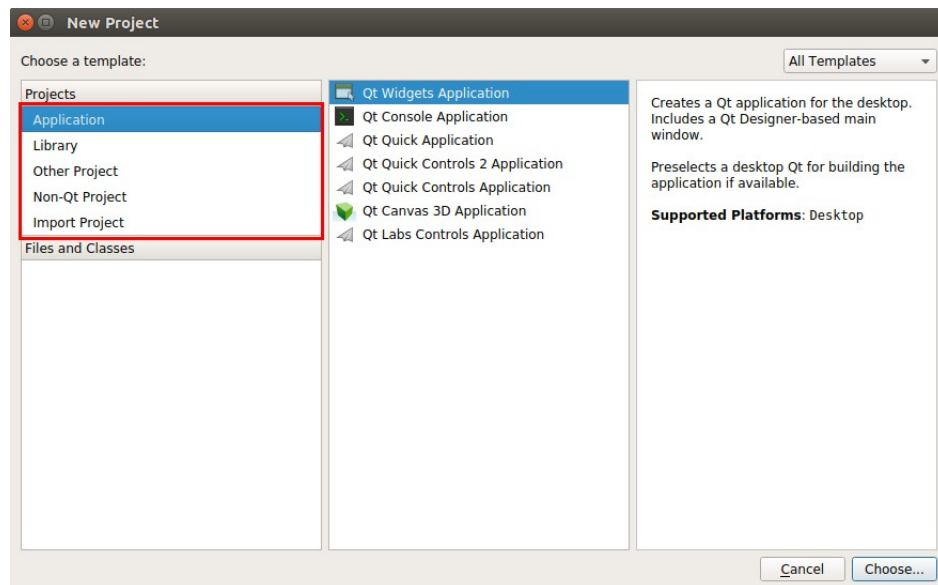 New Project
Choose a template:
All Templates
Projects
Application
Library
Other Project
Non-Qt Project
Import Project
Files and Classes
Qt Widgets Application
Qt Console Application
Qt Quick Application
Qt Quick Controls 2 Application
Qt Quick Controls Application
Qt Canvas 3D Application
Qt Labs Controls Application
Creates a Qt application for the desktop.
Includes a Qt Designer-based main
window.
Preselects a desktop Qt for building the
application if available.
Supported Platforms: Desktop
Cancel
Choose...